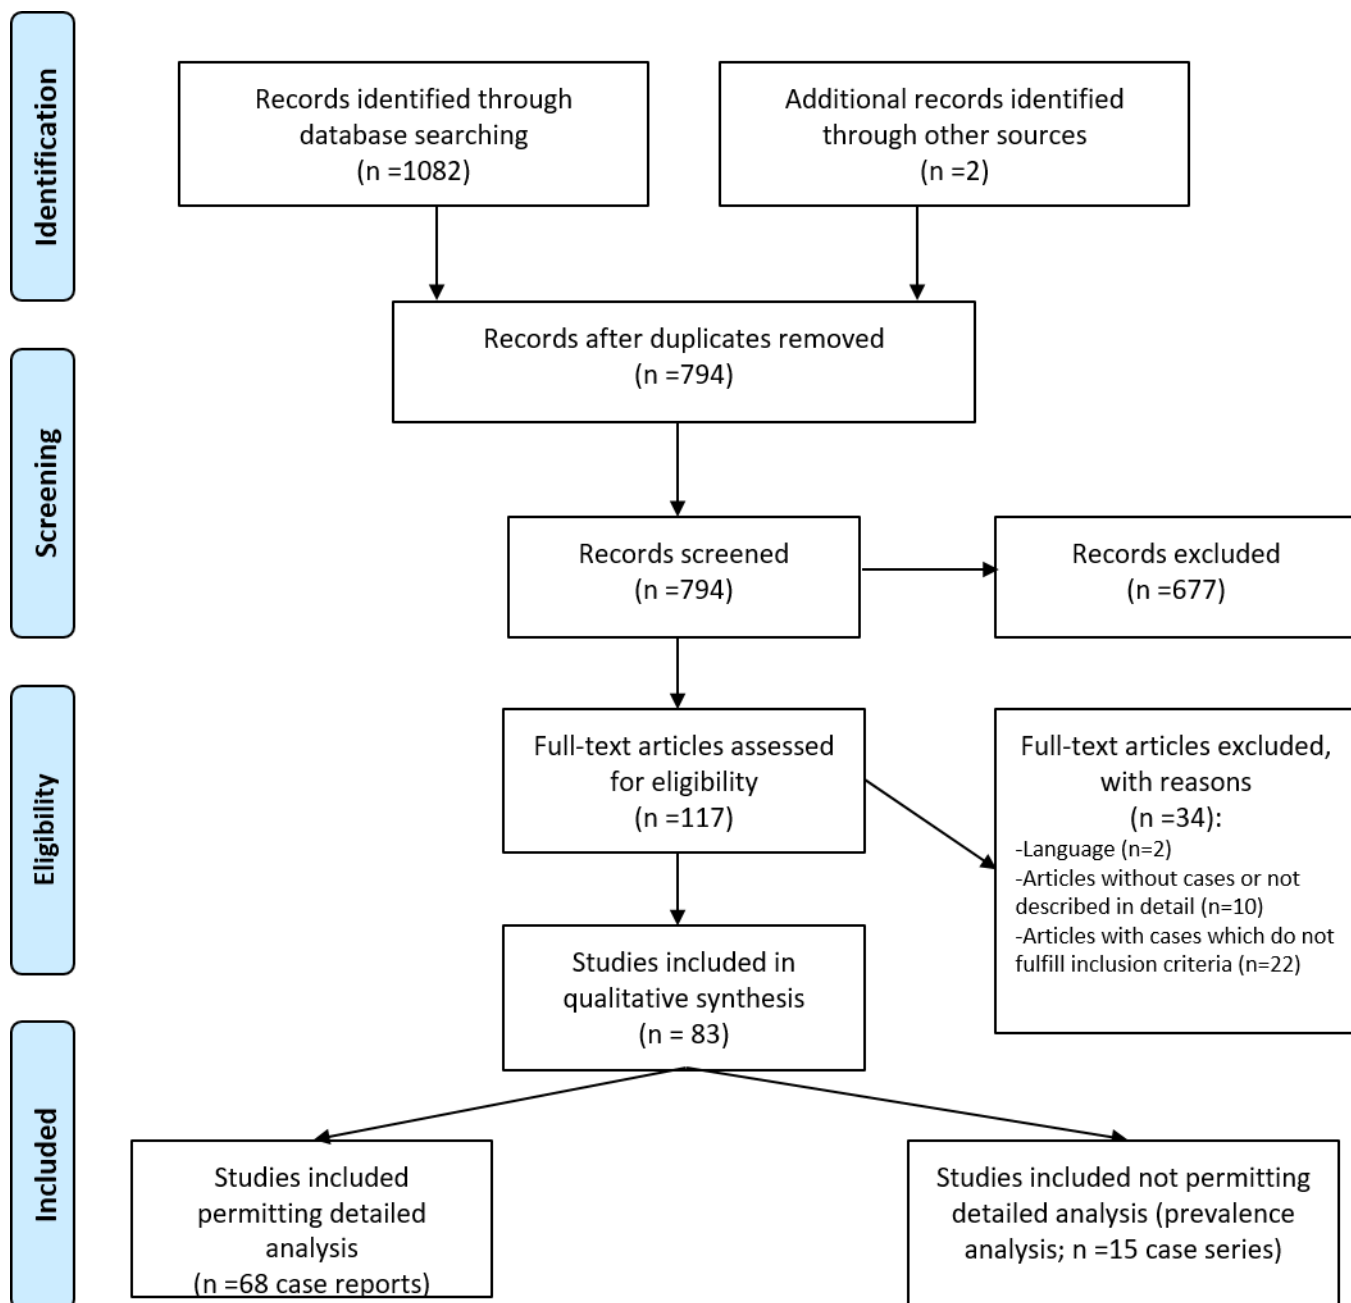 Identification
Records identified through
database searching
(n =1082)
Additional records identified
through other sources
(n =2)
Records after duplicates removed
(n =794)
Screening
Records screened
(n =794)
Records excluded
(n =677)
Eligibility
Full-text articles assessed
for eligibility
(n =117)
Full-text articles excluded,
with reasons
(n =34):
-Language (n=2)
-Articles without cases or not
described in detail (n=10)
-Articles with cases which do not
fulfill inclusion criteria (n=22)
Studies included in
qualitative synthesis
(n = 83)
Included
Studies included
permitting detailed
analysis
(n =68 case reports)
Studies included not permitting
detailed analysis (prevalence
analysis; n =15 case series)